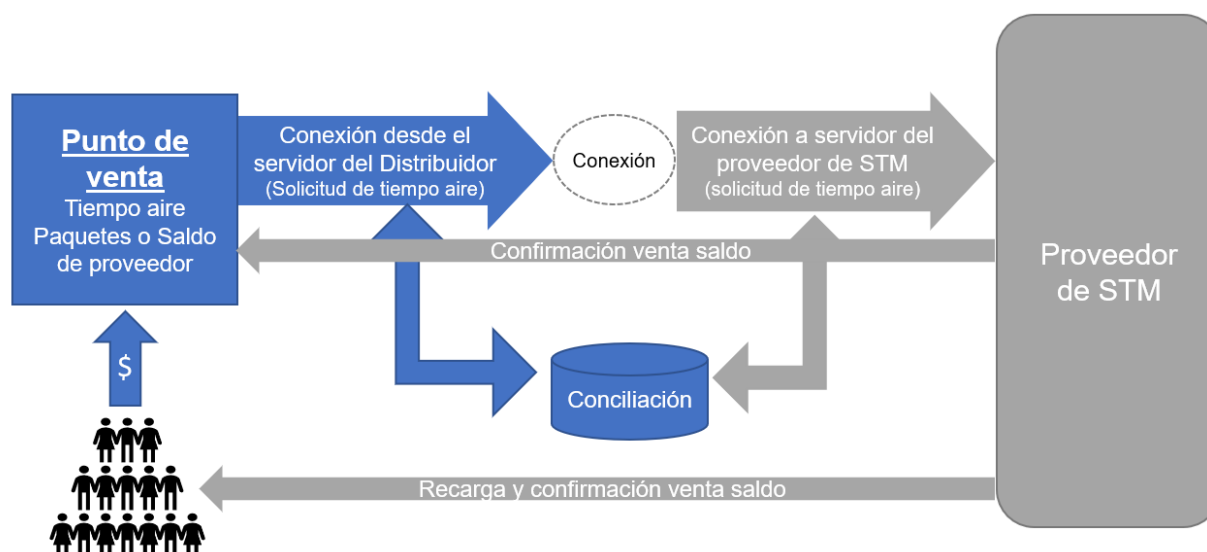 Punto de
venta
Tiempo aire
Paquetes o Saldo
de proveedor
Conexión desde el
servidor del Distribuidor
(Solicitud de tiempo aire)
Conexión
Conexión a servidor del
proveedor de STM
(solicitud de tiempo aire)
Confirmación venta saldo
Proveedor
de STM
$
Conciliación
Recarga y confirmación venta saldo